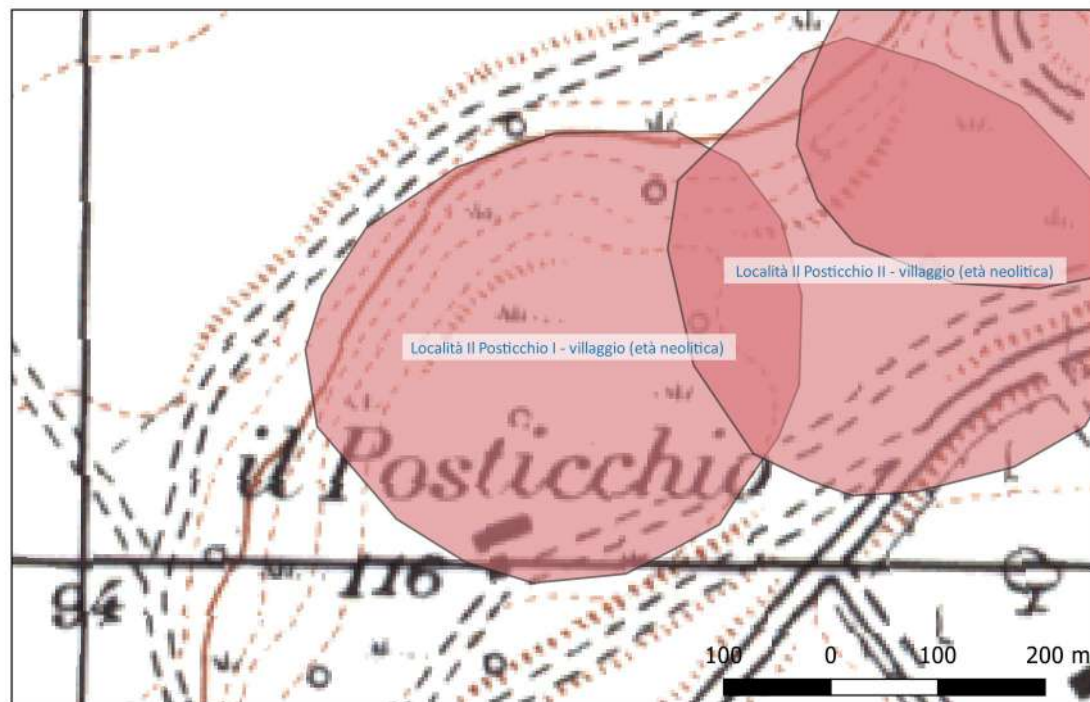 Località Il Posticchio II - villaggio (età neolitica)
Località Il Posticchio I - villaggio (età neolitica)
il Posticchio
116
94
100 0 100 200 m